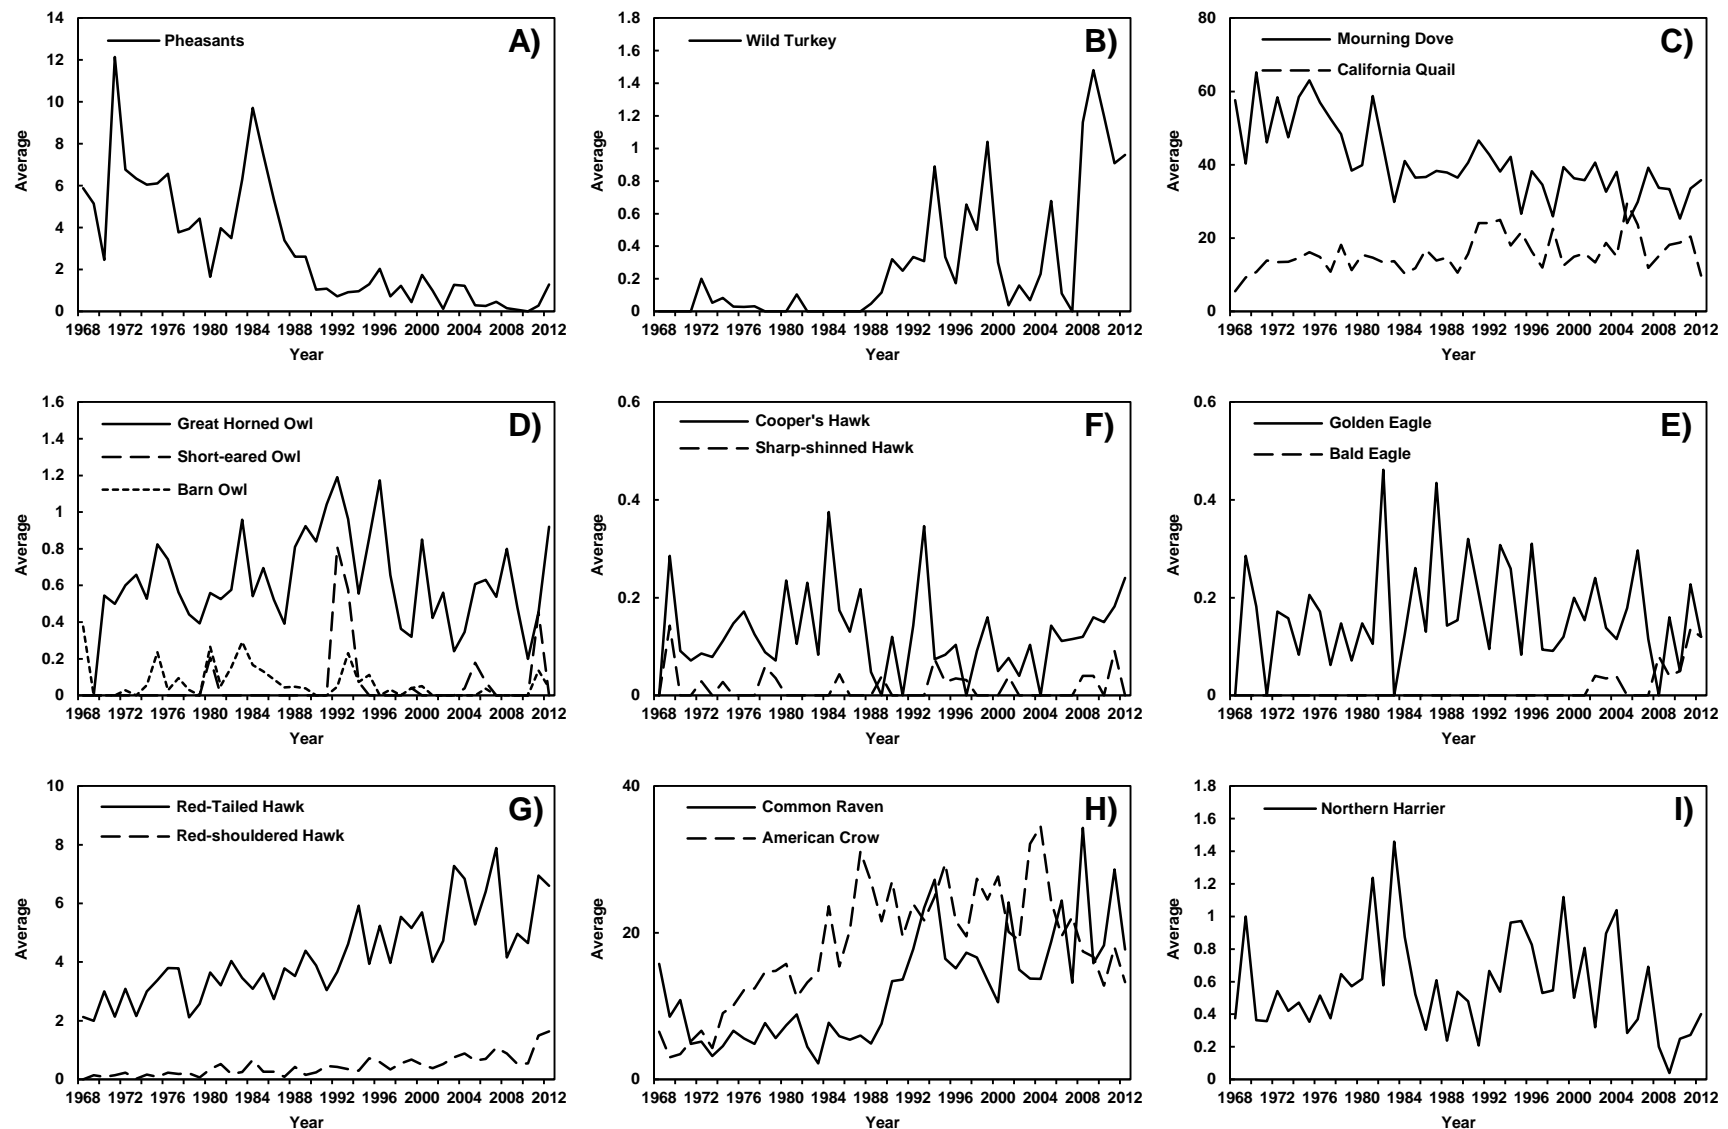 Pheasants
A)
14
12
10
8
6
4
2
0
Average
1968 1972 1976 1980 1984 1988 1992 1996 2000 2004 2008 2012
Year
Wild Turkey
B)
1.8
1.6
1.4
1.2
1
0.8
0.6
0.4
0.2
0
Average
1968 1972 1976 1980 1984 1988 1992 1996 2000 2004 2008 2012
Year
Mourning Dove
California Quail
C)
80
60
40
20
0
Average
1968 1972 1976 1980 1984 1988 1992 1996 2000 2004 2008 2012
Year
Great Horned Owl
Short-eared Owl
Barn Owl
D)
1.6
1.4
1.2
1
0.8
0.6
0.4
0.2
0
Average
1968 1972 1976 1980 1984 1988 1992 1996 2000 2004 2008 2012
Year
Cooper's Hawk
Sharp-shinned Hawk
F)
0.6
0.4
0.2
0
Average
1968 1972 1976 1980 1984 1988 1992 1996 2000 2004 2008 2012
Year
Golden Eagle
Bald Eagle
E)
0.6
0.4
0.2
0
Average
1968 1972 1976 1980 1984 1988 1992 1996 2000 2004 2008 2012
Year
Red-Tailed Hawk
Red-shouldered Hawk
G)
10
8
6
4
2
0
Average
1968 1972 1976 1980 1984 1988 1992 1996 2000 2004 2008 2012
Year
Common Raven
American Crow
H)
40
20
0
Average
1968 1972 1976 1980 1984 1988 1992 1996 2000 2004 2008 2012
Year
Northern Harrier
I)
1.8
1.6
1.4
1.2
1
0.8
0.6
0.4
0.2
0
Average
1968 1972 1976 1980 1984 1988 1992 1996 2000 2004 2008 2012
Year